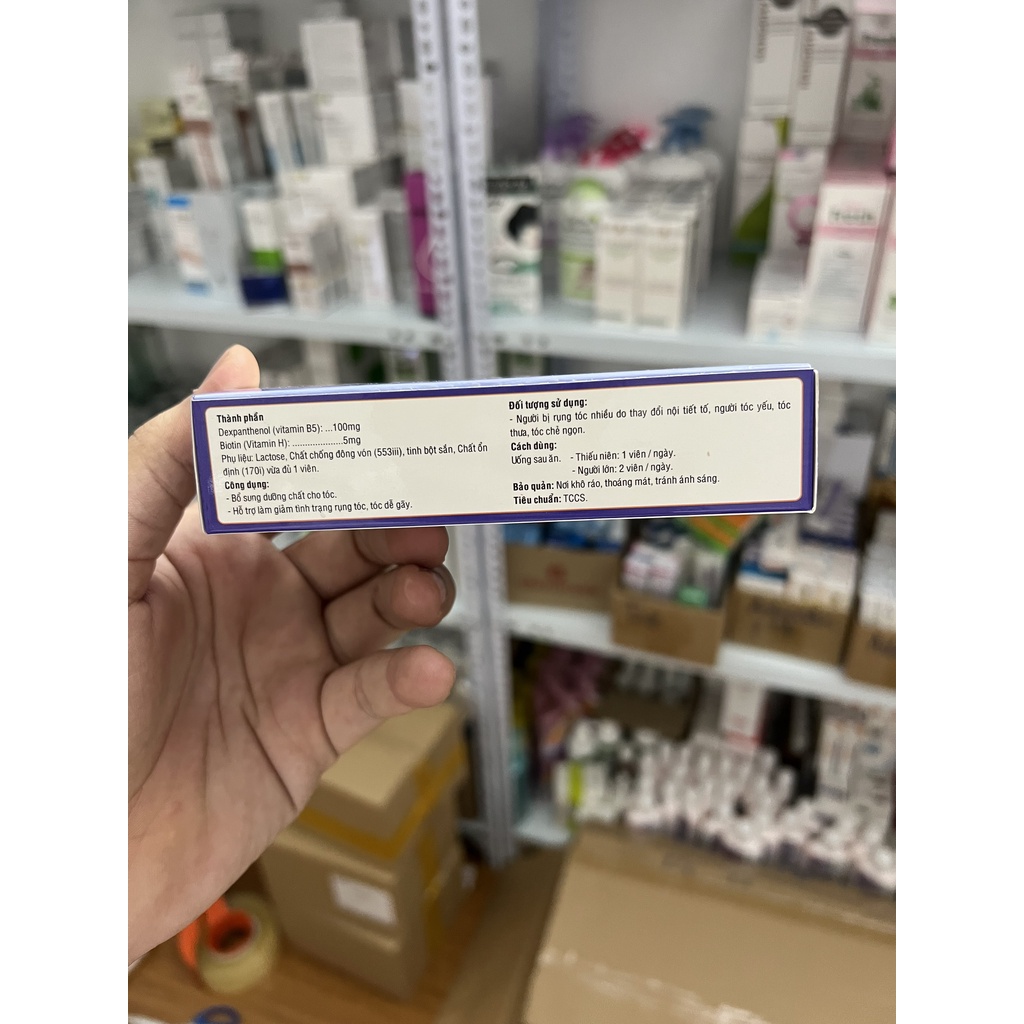 Thành phần
Dexpanthenol (vitamin B5): ...100mg
Biotin (Vitamin H): .....................5mg
Phụ liệu: Lactose, Chất chống đông vón (553iii), tinh bột sắn, Chất ổn
định (170i) vừa đủ 1 viên.
Công dụng:
- Bổ sung dưỡng chất cho tóc.
- Hỗ trợ làm giảm tình trạng rụng tóc, tóc dễ gãy.
Đối tượng sử dụng:
- Người bị rụng tóc nhiều do thay đổi nội tiết tố, người tóc yếu, tóc
thưa, tóc chẻ ngọn.
Cách dùng:
Uống sau ăn. - Thiếu niên: 1 viên / ngày.
- Người lớn: 2 viên / ngày.
Bảo quản: Nơi khô ráo, thoáng mát, tránh ánh sáng.
Tiêu chuẩn: TCCS.